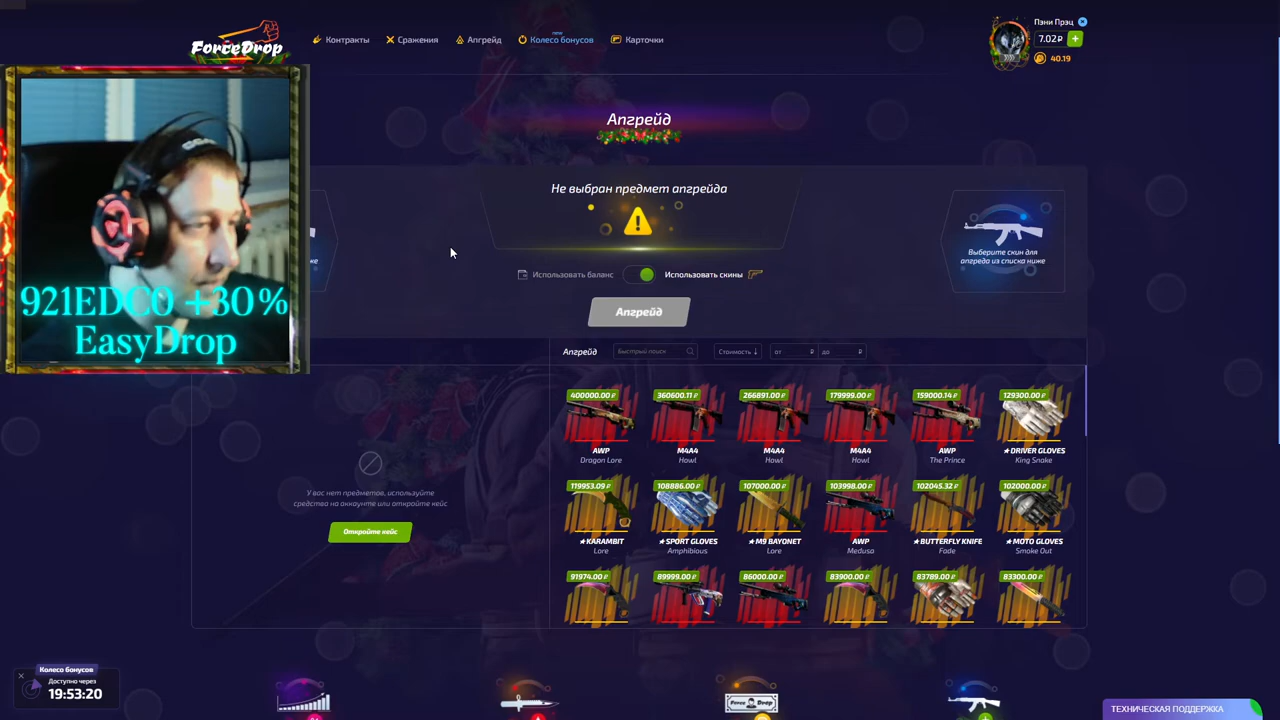 ForceDrop
Контракты
Сражения
Апгрейд
new
Колесо бонусов
Карточки
Пэни Прэц
7.02₽
40.19
Апгрейд
Не выбран предмет апгрейда
Выберите скин для
апгреда из списка ниже
же
Использовать баланс
Использовать скины
Апгрейд
921EDC0 +30%
EasyDrop
Апгрейд
Быстрый поиск
Стоимость ↓
от ₽
до ₽
400000.00 ₽
360600.11 ₽
266891.00 ₽
179999.00 ₽
159000.14 ₽
129300.00 ₽
AWP
M4A4
M4A4
M4A4
AWP
★ DRIVER GLOVES
Dragon Lore
Howl
Howl
Howl
The Prince
King Snake
119953.09 ₽
108886.00 ₽
107000.00 ₽
103998.00 ₽
102045.32 ₽
102000.00 ₽
★ KARAMBIT
★ SPORT GLOVES
★ M9 BAYONET
AWP
★ BUTTERFLY KNIFE
★ MOTO GLOVES
Lore
Amphibious
Lore
Medusa
Fade
Smoke Out
91974.00 ₽
89999.00 ₽
86000.00 ₽
83900.00 ₽
83789.00 ₽
83300.00 ₽
У вас нет предметов, используйте
средства на аккаунте или откройте кейс
Откройте кейс
Колесо бонусов
Доступно через
19:53:20
Force Drop
ТЕХНИЧЕСКАЯ ПОДДЕРЖКА